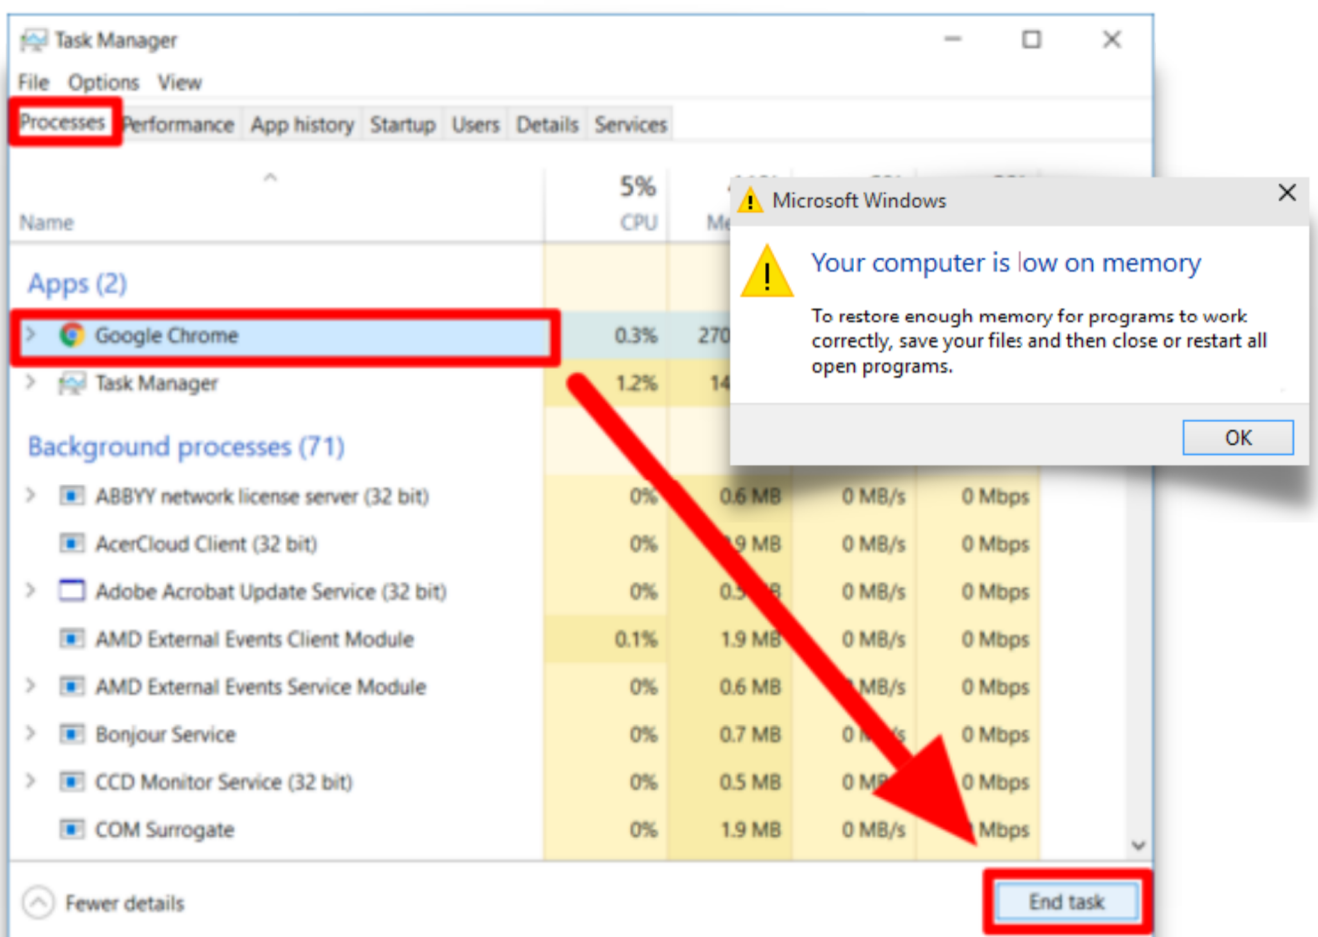 Task Manager
File Options View
Processes Performance App history Startup Users Details Services
5%
Name CPU
Microsoft Windows
Your computer is low on memory
To restore enough memory for programs to work
correctly, save your files and then close or restart all
open programs.
OK
Apps (2)
Google Chrome 0.3% 270
Task Manager 1.2% 14
Background processes (71)
ABBYY network license server (32 bit) 0% 0.6 MB 0 MB/s 0 Mbps
AcerCloud Client (32 bit) 0% MB 0 MB/s 0 Mbps
Adobe Acrobat Update Service (32 bit) 0% 0 MB/s 0 Mbps
AMD External Events Client Module 0.1% 1.9 MB 0 MB/s 0 Mbps
AMD External Events Service Module 0% 0.6 MB MB/s 0 Mbps
Bonjour Service 0% 0.7 MB 0 Mbps
CCD Monitor Service (32 bit) 0% 0.5 MB 0 Mbps
COM Surrogate 0% 1.9 MB 0 MB/s Mbps
Fewer details End task